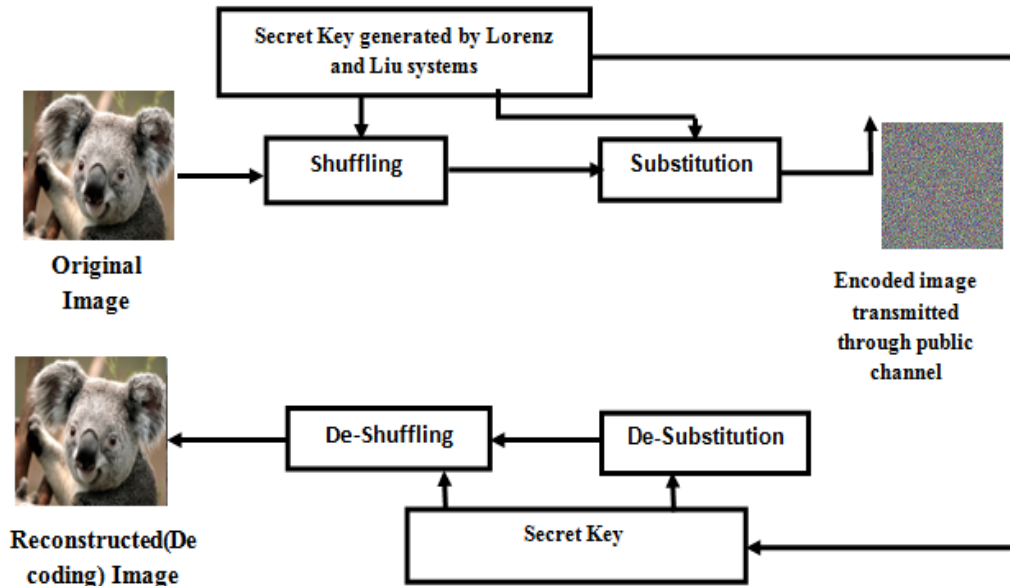 Secret Key generated by Lorenz
and Liu systems
Shuffling
Substitution
Original
Image
Encoded image
transmitted
through public
channel
De-Shuffling
De-Substitution
Secret Key
Reconstructed(De
coding) Image